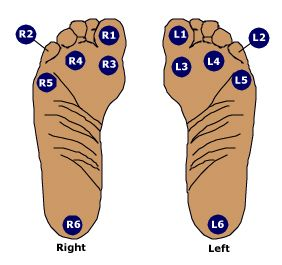 R2 R1 L1 L2
R4 R3 L3 L4
R5 L5
R6 L6
Right Left